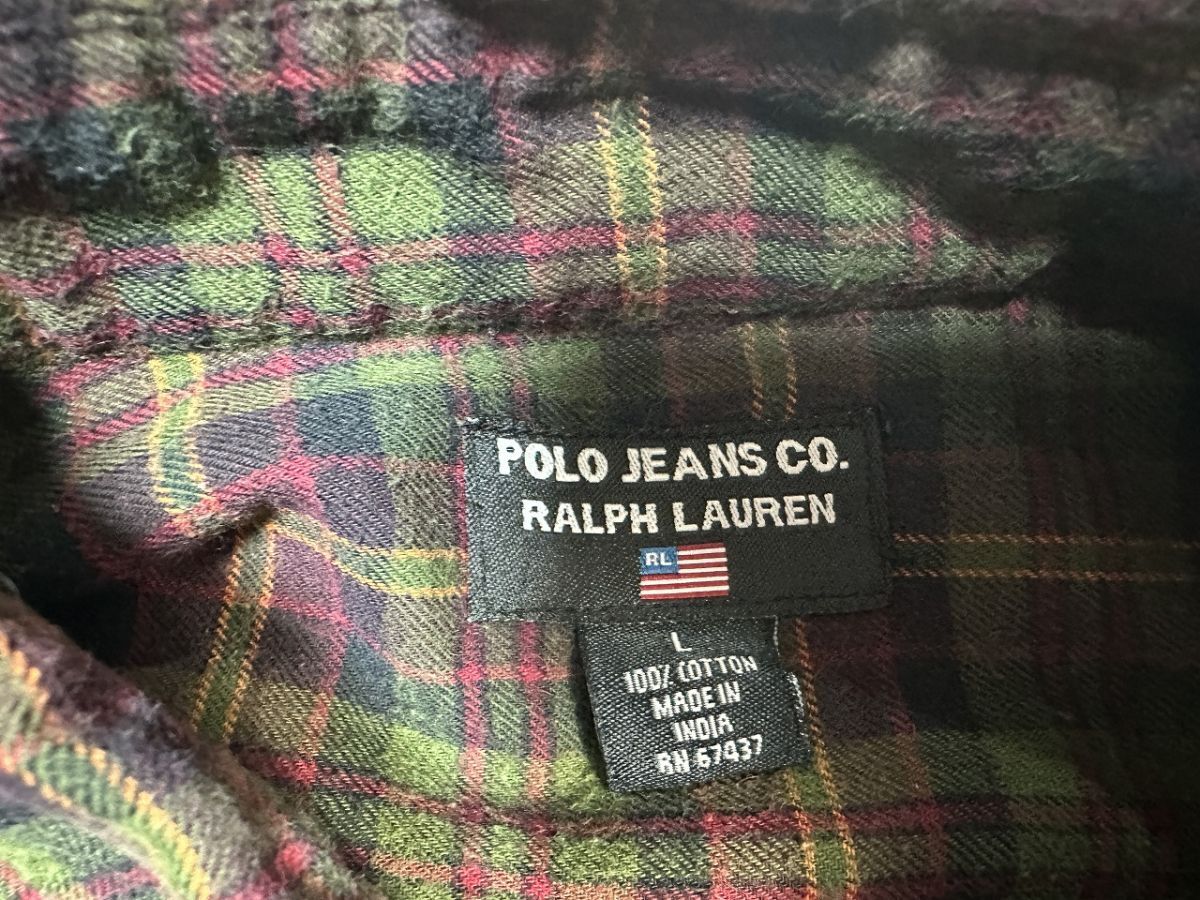 POLO JEANS CO.
RALPH LAUREN
RL
L
100% COTTON
MADE IN
INDIA
RN 67437